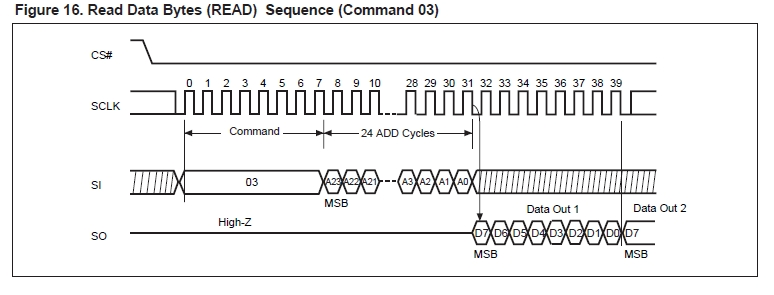 Figure 16. Read Data Bytes (READ) Sequence (Command 03)
CS#
0 1 2 3 4 5 6 7 8 9 10 28 29 30 31 32 33 34 35 36 37 38 39
SCLK
Command 24 ADD Cycles
SI 03 A23 A22 A21 A3 A2 A1 A0
MSB
High-Z Data Out 1 Data Out 2
SO D7 D6 D5 D4 D3 D2 D1 D0 D7
MSB MSB